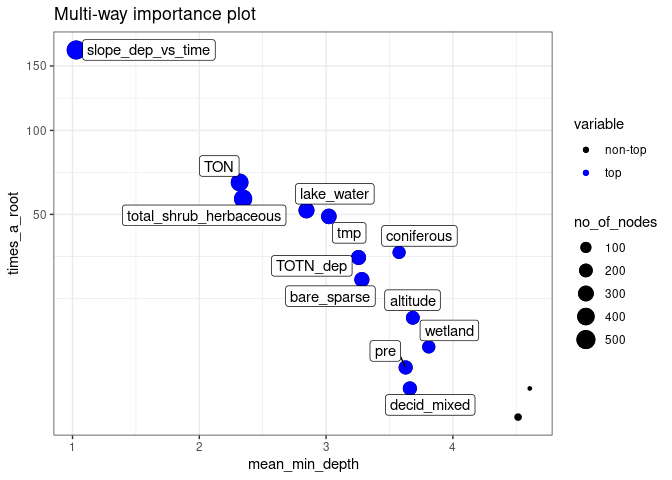 Multi-way importance plot
times_a_root
150
100
50
slope_dep_vs_time
TON
total_shrub_herbaceous
lake_water
tmp
coniferous
TOTN_dep
bare_sparse
altitude
wetland
pre
decid_mixed
1
2
3
4
mean_min_depth
variable
non-top
top
no_of_nodes
100
200
300
400
500